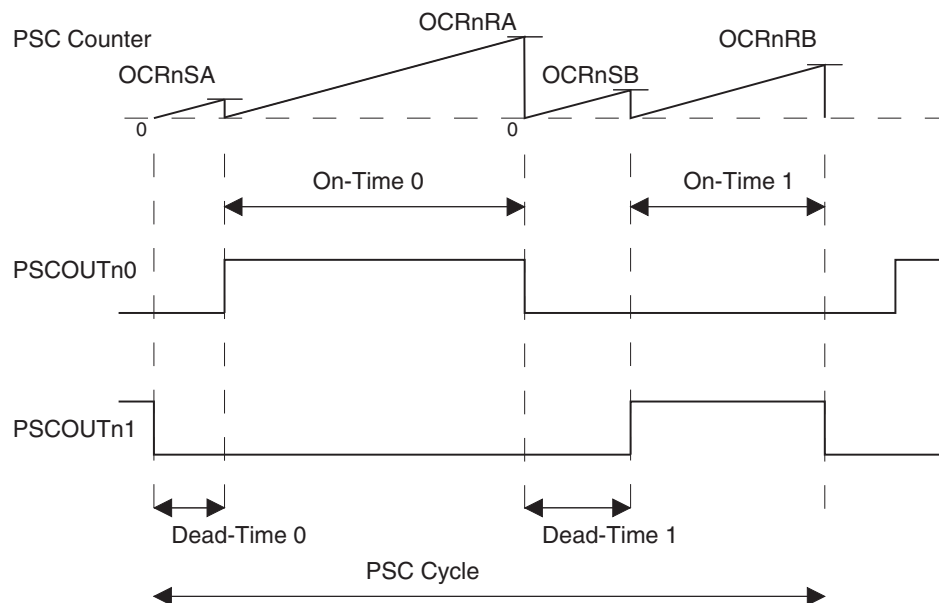 OCRnRA
PSC Counter
OCRnRB
OCRnSA
OCRnSB
0
0
On-Time 0
On-Time 1
PSCOUTn0
PSCOUTn1
Dead-Time 0
Dead-Time 1
PSC Cycle